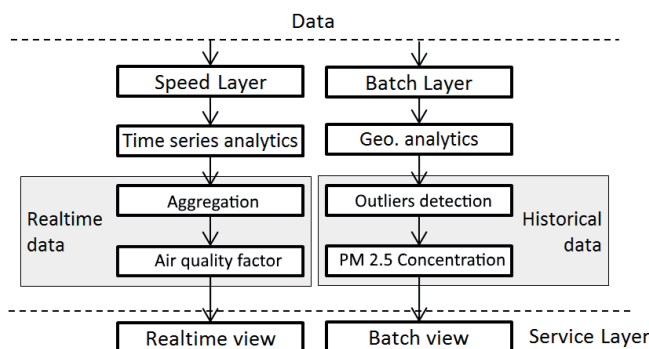 Data
Speed Layer
Batch Layer
Time series analytics
Geo. analytics
Realtime
data
Aggregation
Air quality factor
Outliers detection
PM 2.5 Concentration
Historical
data
Realtime view
Batch view
Service Layer